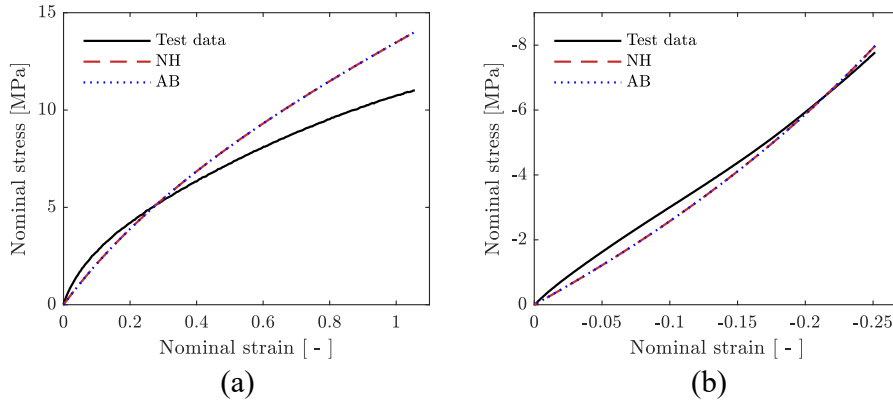 15
10
5
0
Nominal stress [MPa]
Test data
NH
AB
0
0.2
0.4
0.6
0.8
1
Nominal strain [ - ]
(a)
-8
-6
-4
-2
0
Nominal stress [MPa]
Test data
NH
AB
0
-0.05
-0.1
-0.15
-0.2
-0.25
Nominal strain [ - ]
(b)